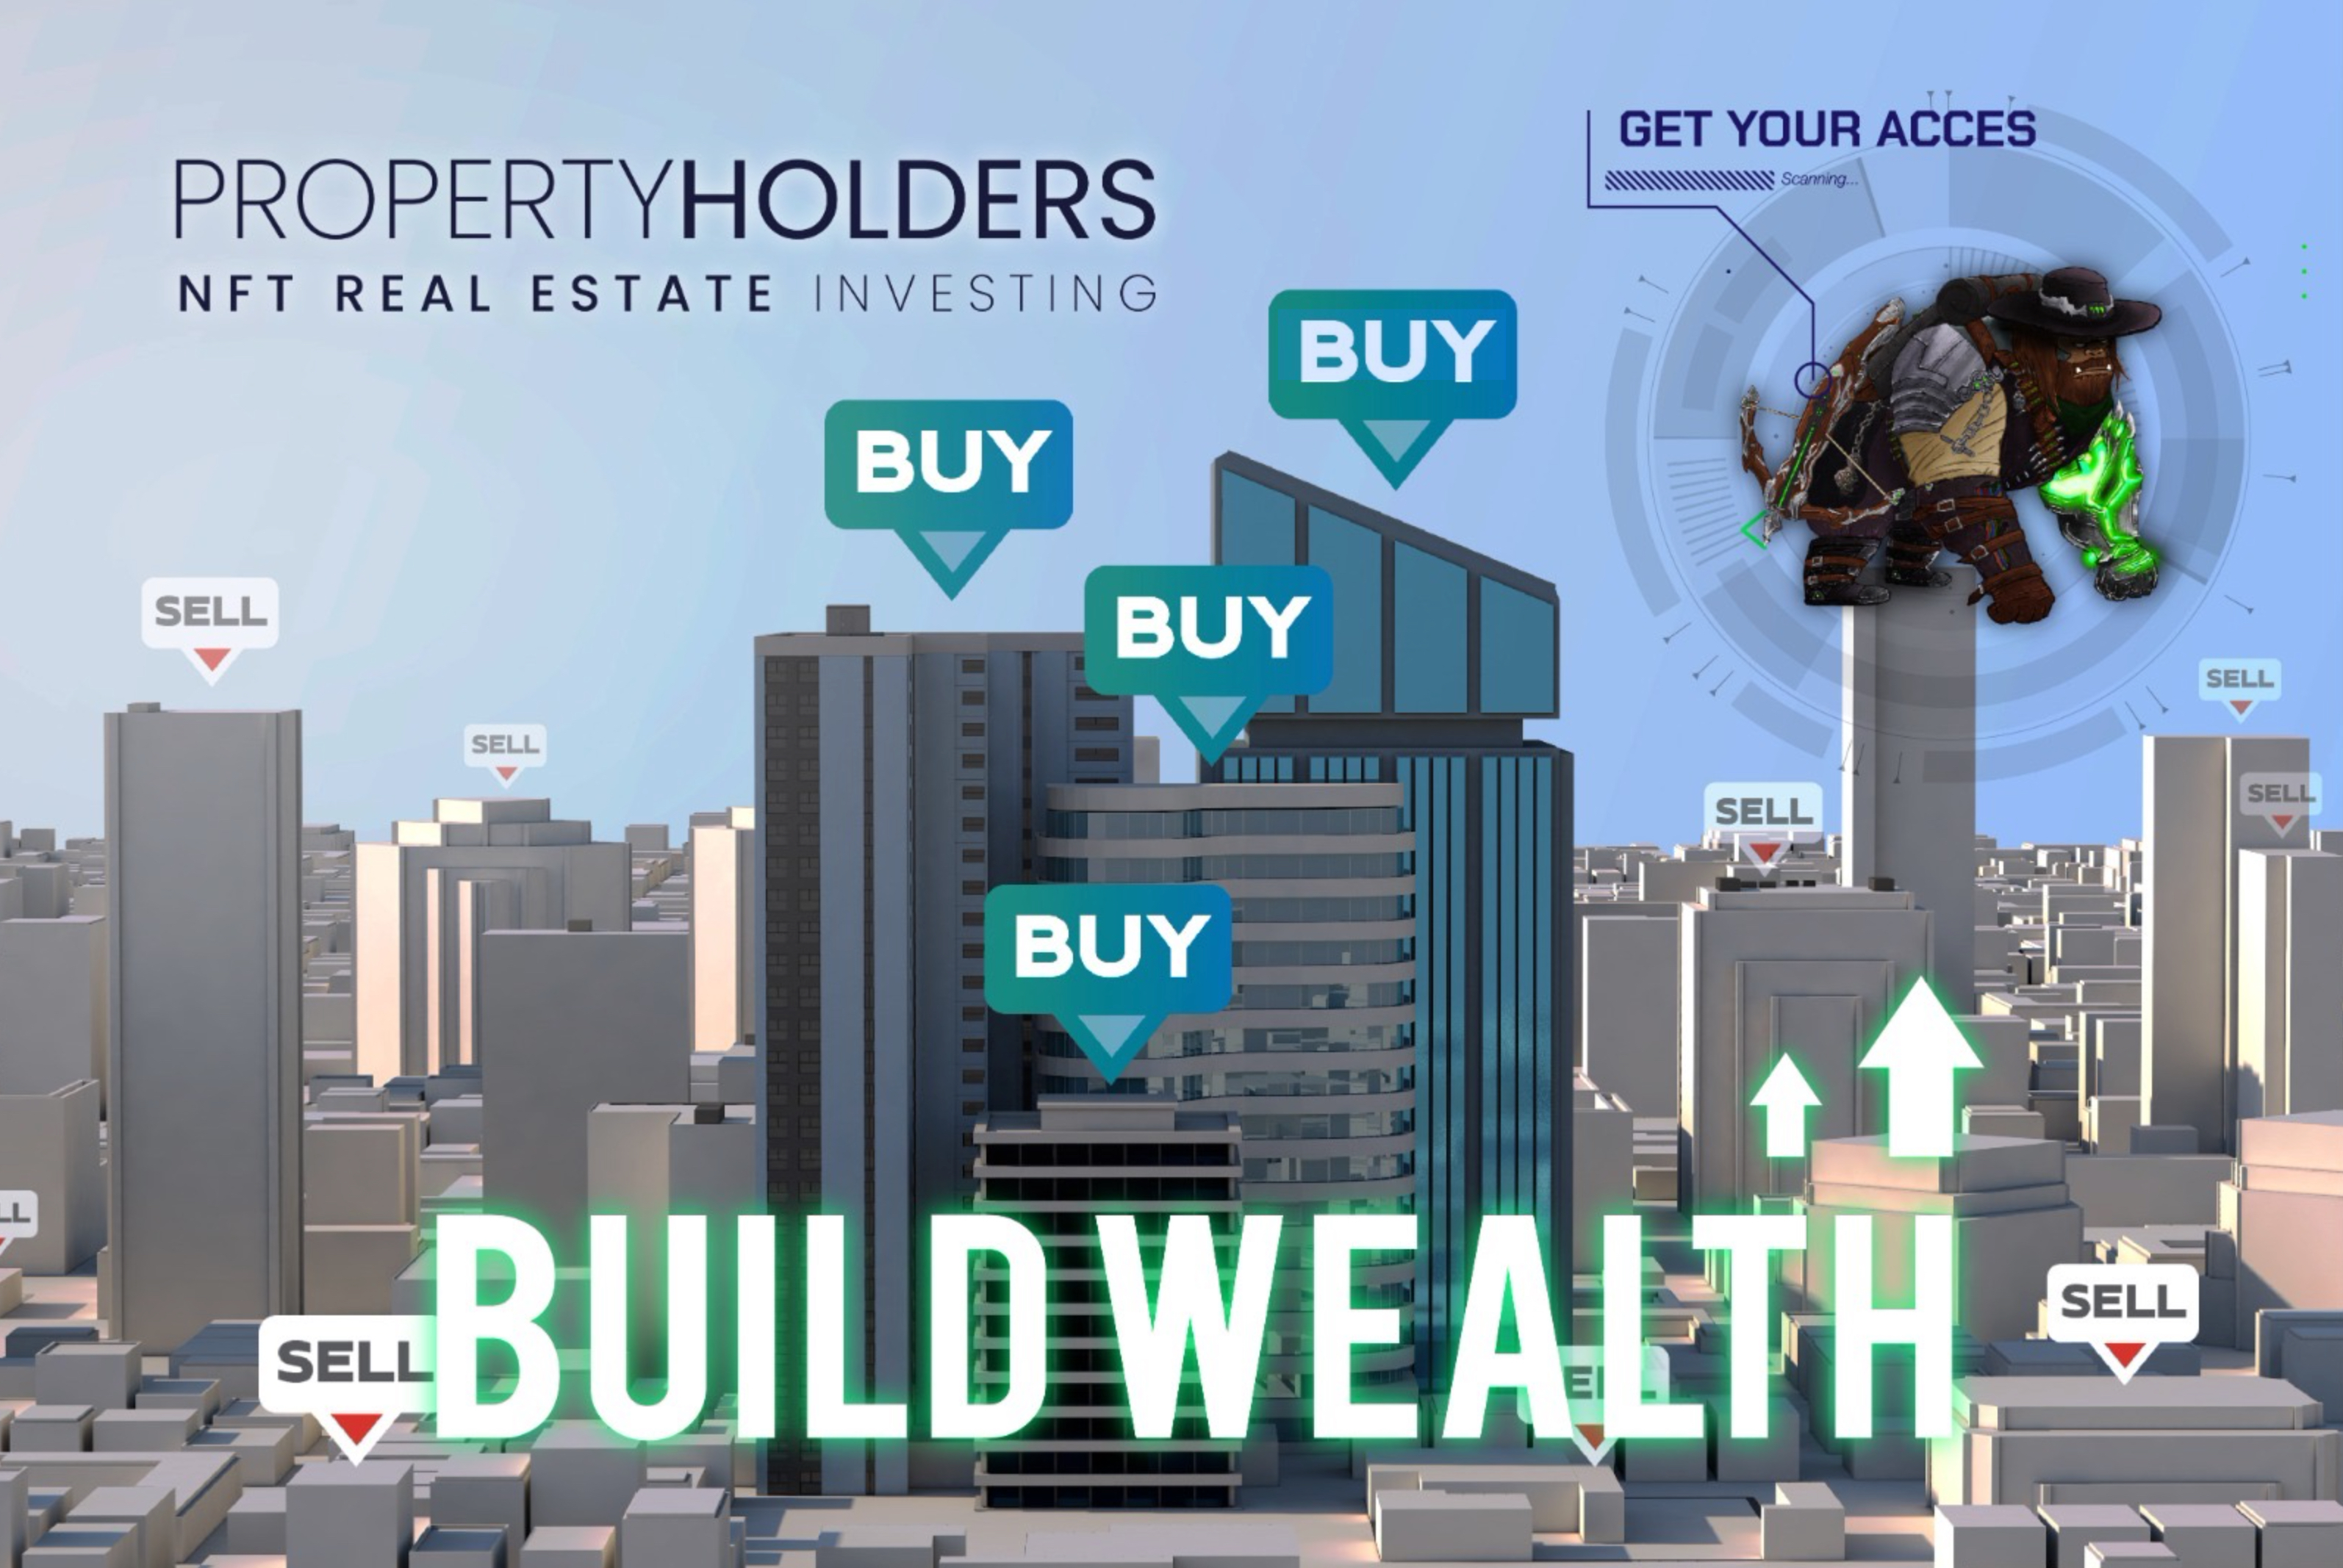 GET YOUR ACCES
Scanning...
PROPERTYHOLDERS
NFT REAL ESTATE INVESTING
BUY
BUY
BUY
SELL
SELL
SELL
SELL
SELL
BUY
SELL
SELL
BUILD WEALTH